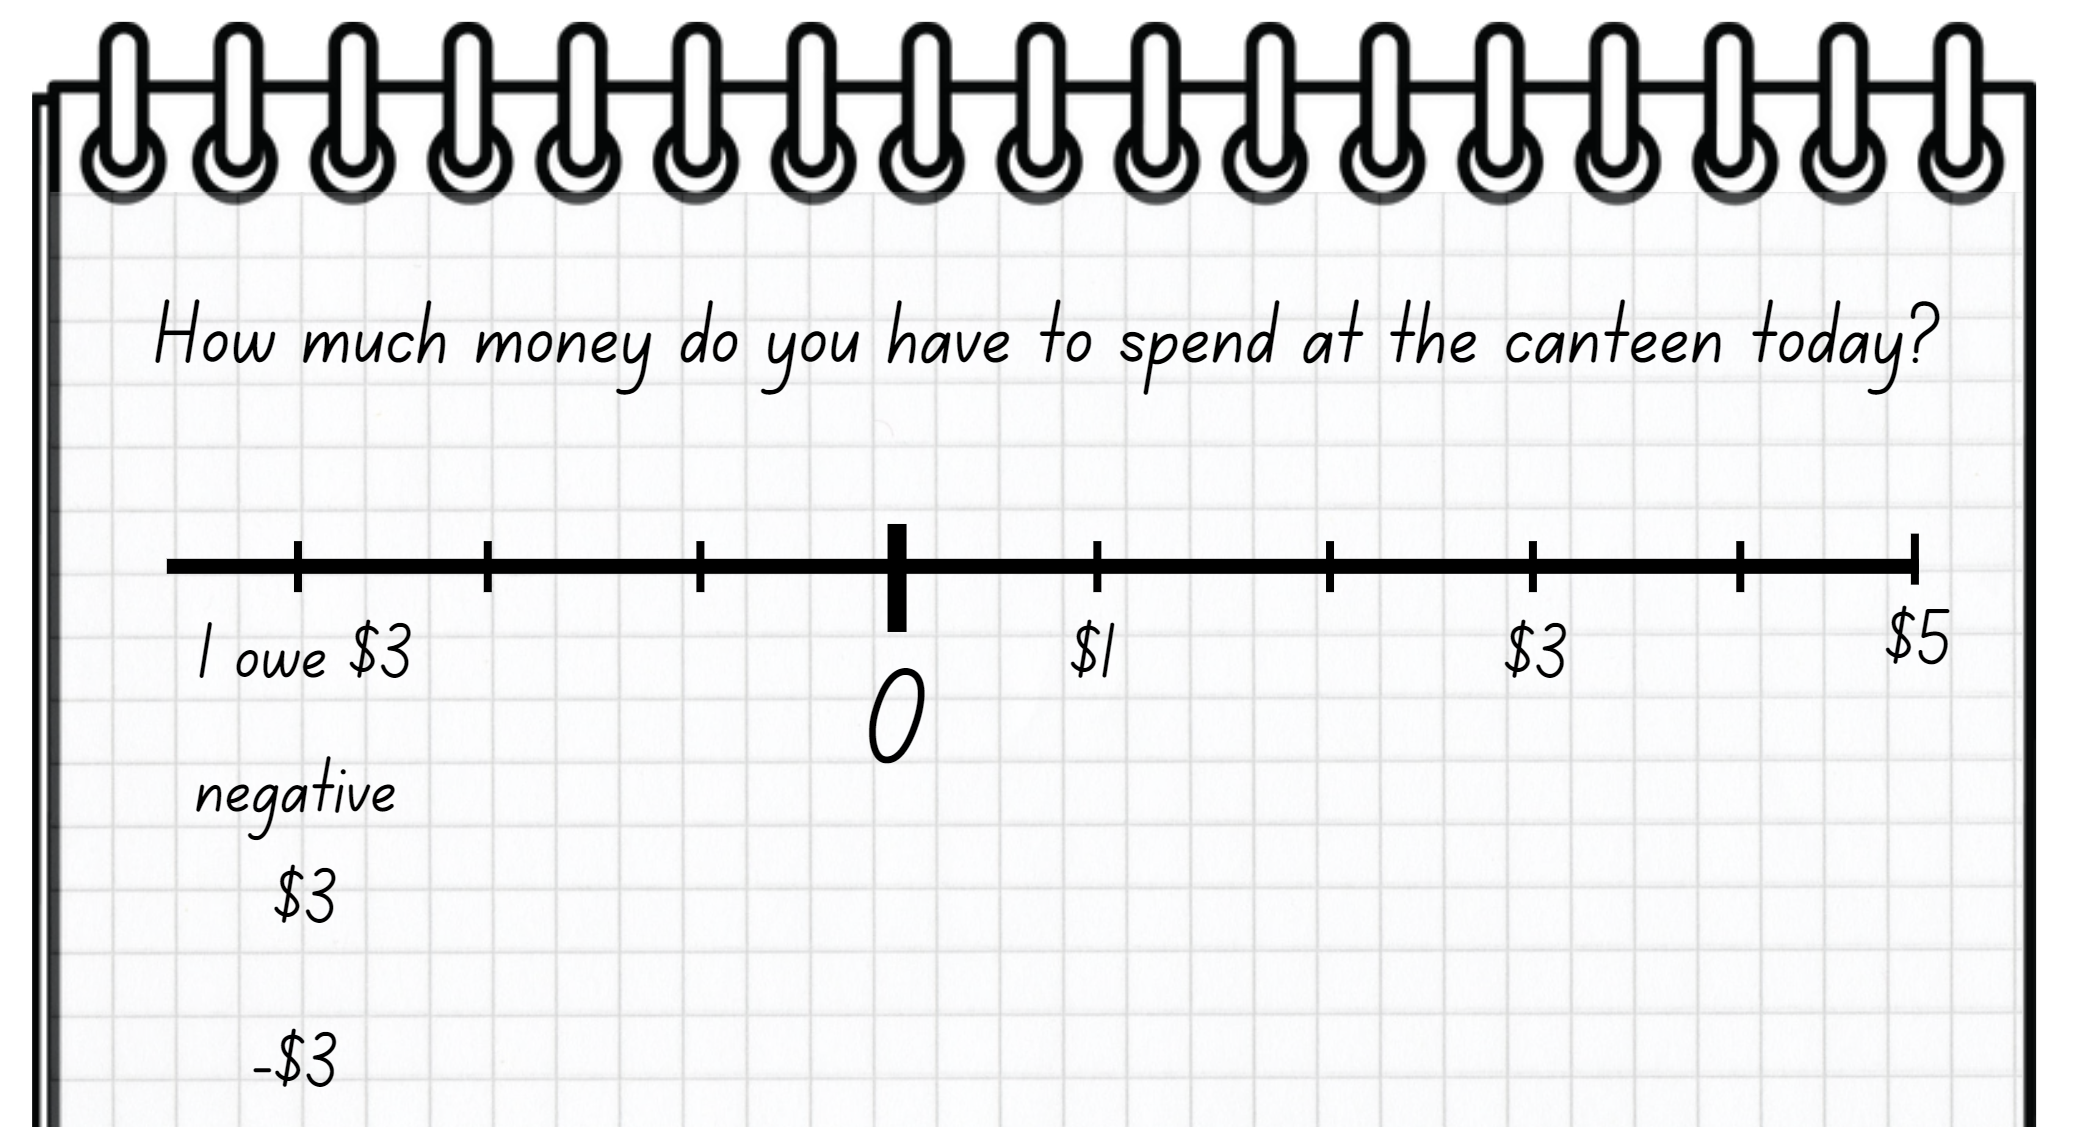 How much money do you have to spend at the canteen today?
I owe $3
0
$1
$3
$5
negative
$3
-$3